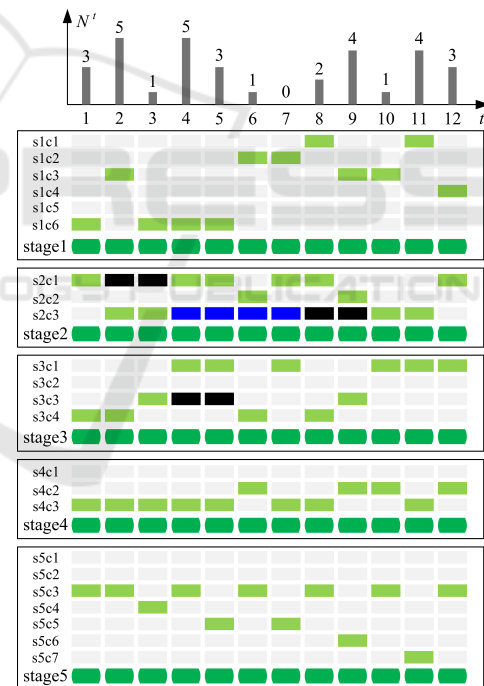 N^t
3 5 1 5 3 1 0 2 4 1 4 3
1 2 3 4 5 6 7 8 9 10 11 12 t
s1c1
s1c2
s1c3
s1c4
s1c5
s1c6
stage1
s2c1
s2c2
s2c3
stage2
s3c1
s3c2
s3c3
s3c4
stage3
s4c1
s4c2
s4c3
stage4
s5c1
s5c2
s5c3
s5c4
s5c5
s5c6
s5c7
stage5